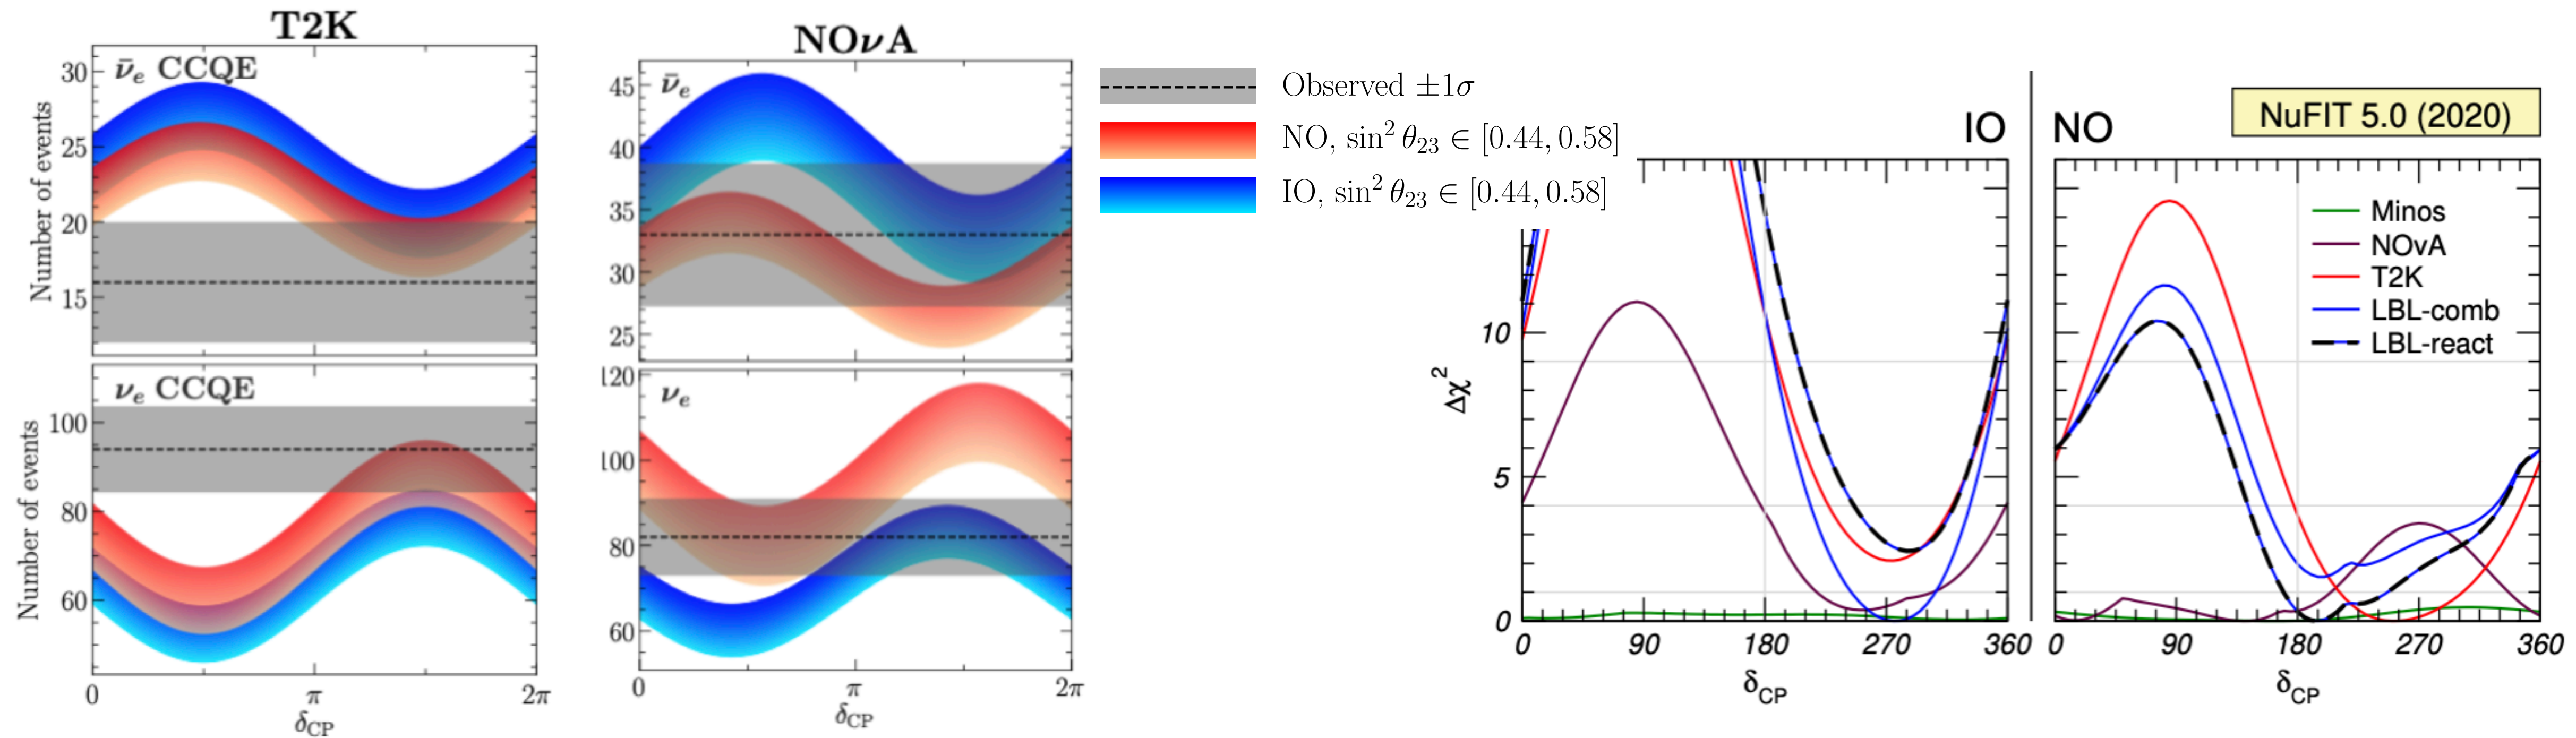 T2K
ν̄e CCQE
Number of events
30
25
20
15
νe CCQE
Number of events
100
80
60
0
π
2π
δCP
NOνA
ν̄e
45
40
35
30
25
νe
120
100
80
60
0
π
2π
δCP
Observed ±1σ
NO, sin² θ23 ∈ [0.44, 0.58]
IO, sin² θ23 ∈ [0.44, 0.58]
IO
NO
NuFIT 5.0 (2020)
Minos
NOvA
T2K
LBL-comb
LBL-react
Δχ²
10
5
0
0 90 180 270 360
δCP
0 90 180 270 360
δCP